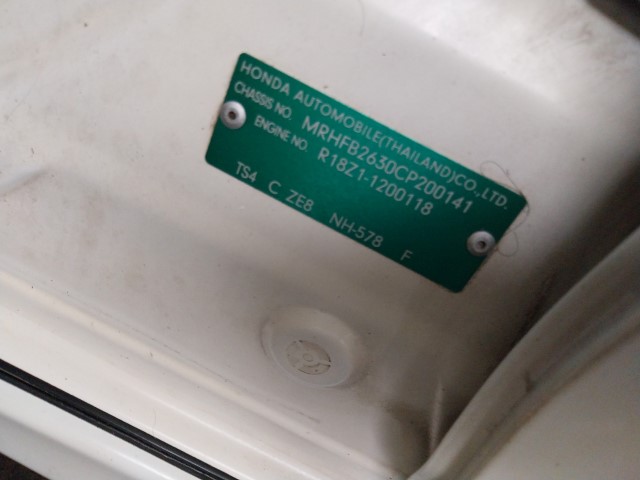 HONDA AUTOMOBILE(THAILAND)CO.,LTD.
CHASSIS NO. MRHFB2630CP200141
ENGINE NO. R18Z1-1200118
TS4 C ZE8 NH-578 F